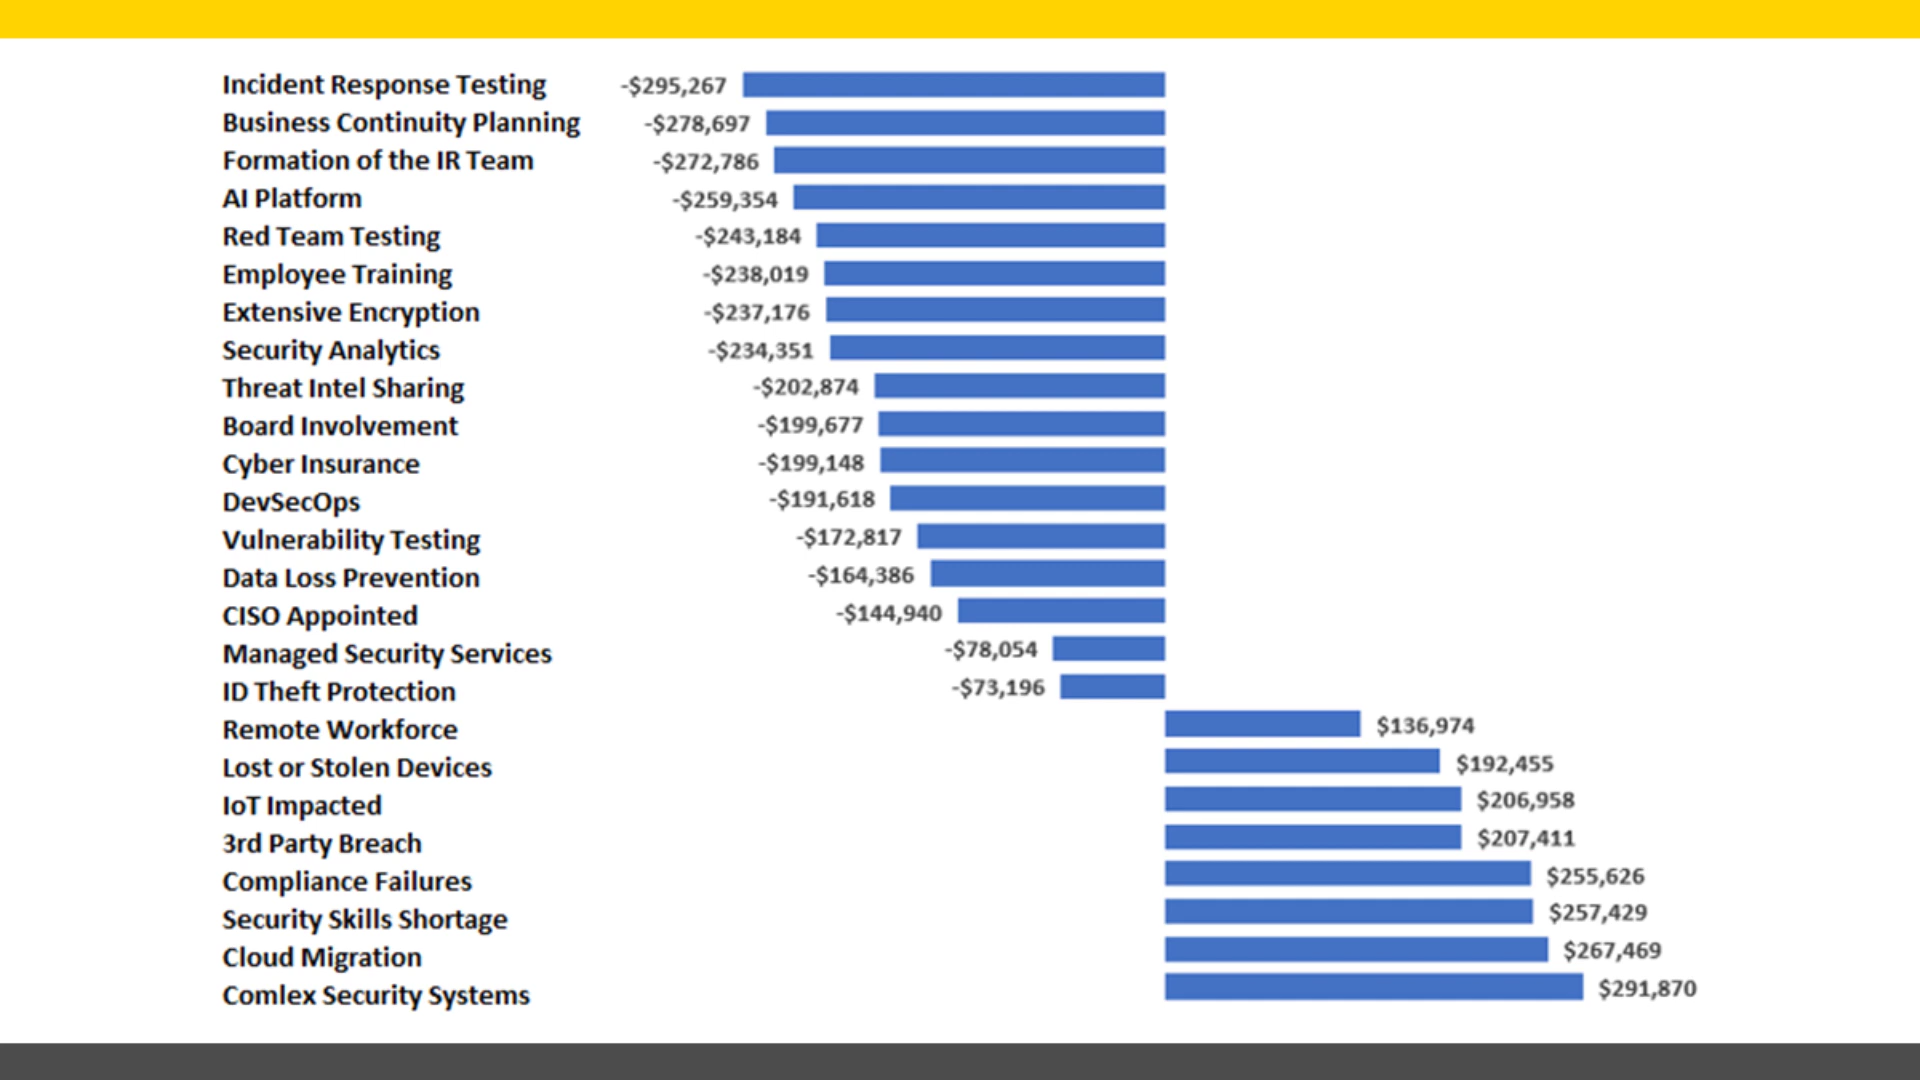 Incident Response Testing -$295,267
Business Continuity Planning -$278,697
Formation of the IR Team -$272,786
AI Platform -$259,354
Red Team Testing -$243,184
Employee Training -$238,019
Extensive Encryption -$237,176
Security Analytics -$234,351
Threat Intel Sharing -$202,874
Board Involvement -$199,677
Cyber Insurance -$199,148
DevSecOps -$191,618
Vulnerability Testing -$172,817
Data Loss Prevention -$164,386
CISO Appointed -$144,940
Managed Security Services -$78,054
ID Theft Protection -$73,196
Remote Workforce $136,974
Lost or Stolen Devices $192,455
IoT Impacted $206,958
3rd Party Breach $207,411
Compliance Failures $255,626
Security Skills Shortage $257,429
Cloud Migration $267,469
Comlex Security Systems $291,870